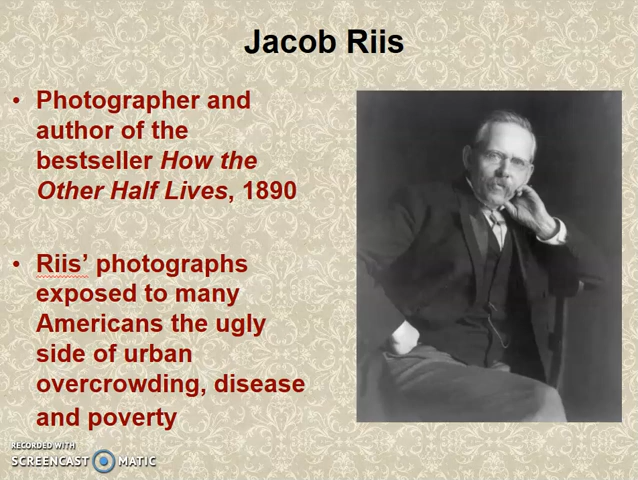 Jacob Riis
• Photographer and
author of the
bestseller How the
Other Half Lives, 1890
• Riis’ photographs
exposed to many
Americans the ugly
side of urban
overcrowding, disease
and poverty
RECORDED WITH
SCREENCAST MATIC